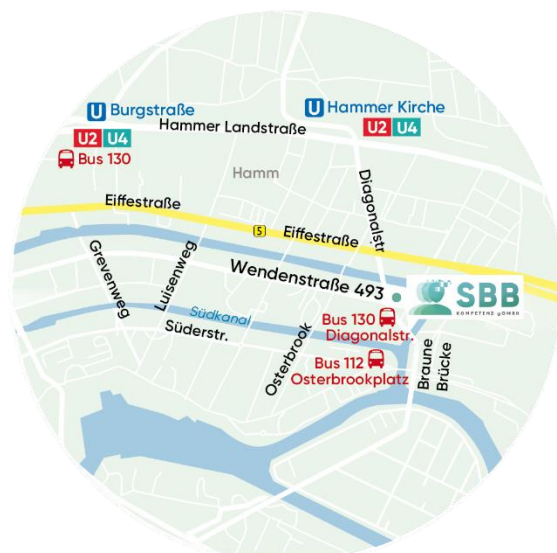 U Burgstraße
U2 U4
Bus 130
U Hammer Kirche
U2 U4
Hammer Landstraße
Hamm
Diagonalstr
Eiffestraße
5
Eiffestraße
Grevenweg
Luisenweg
Wendenstraße 493
SBB
KOMPETENZ gGMBH
Südkanal
Süderstr.
Osterbrook
Bus 130
Diagonalstr.
Bus 112
Osterbrookplatz
Braune
Brücke